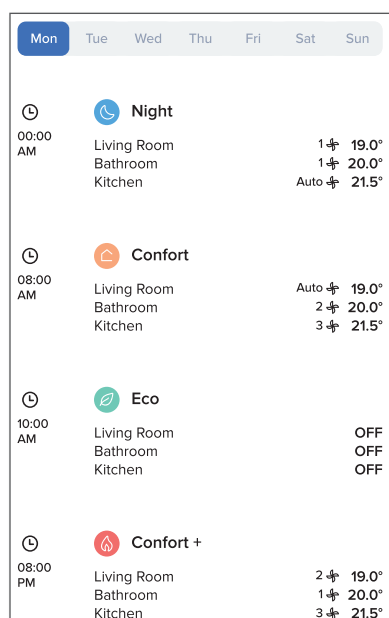 Mon Tue Wed Thu Fri Sat Sun
Night
00:00
AM
Living Room 1 19.0°
Bathroom 1 20.0°
Kitchen Auto 21.5°
Confort
08:00
AM
Living Room Auto 19.0°
Bathroom 2 20.0°
Kitchen 3 21.5°
Eco
10:00
AM
Living Room OFF
Bathroom OFF
Kitchen OFF
Confort +
08:00
PM
Living Room 2 19.0°
Bathroom 1 20.0°
Kitchen 3 21.5°